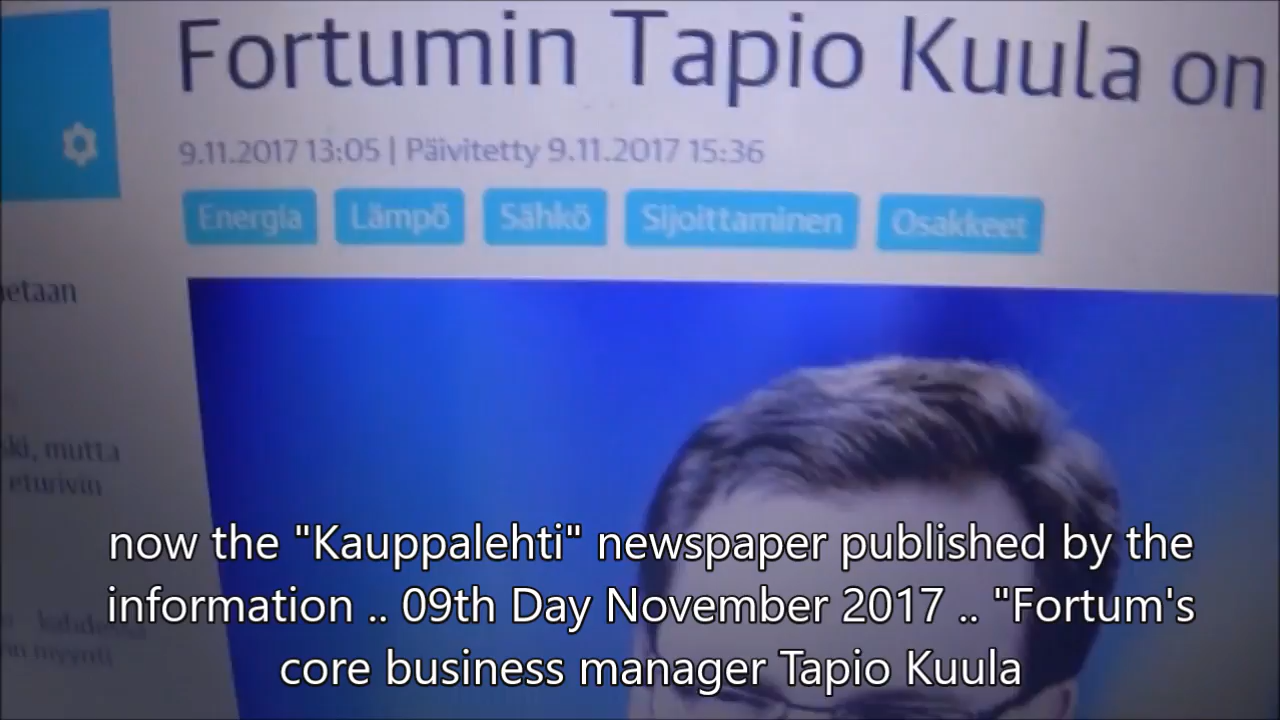 Fortumin Tapio Kuula on
9.11.2017 13:05 | Päivitetty 9.11.2017 15:36
Energia Lämpö Sähkö Sijoittaminen Osakkeet
mutta
eturivin
now the "Kauppalehti" newspaper published by the
information .. 09th Day November 2017 .. "Fortum's
core business manager Tapio Kuula